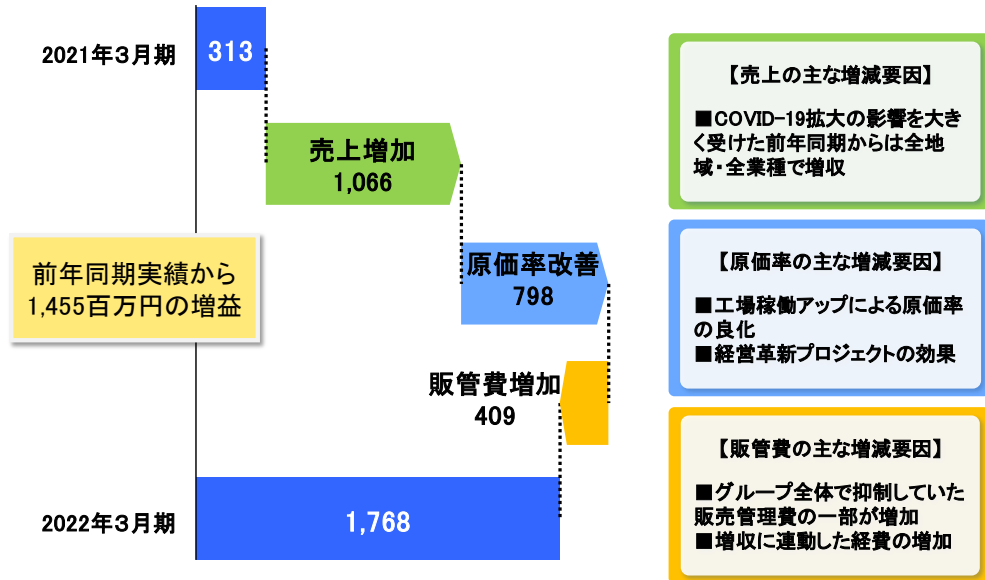 2021年3月期
313
売上増加
1,066
前年同期実績から
1,455百万円の増益
原価率改善
798
販管費増加
409
2022年3月期
1,768
【売上の主な増減要因】
■COVID-19拡大の影響を大き
く受けた前年同期からは全地
域・全業種で増収
【原価率の主な増減要因】
■工場稼働アップによる原価率
の良化
■経営革新プロジェクトの効果
【販管費の主な増減要因】
■グループ全体で抑制していた
販売管理費の一部が増加
■増収に連動した経費の増加